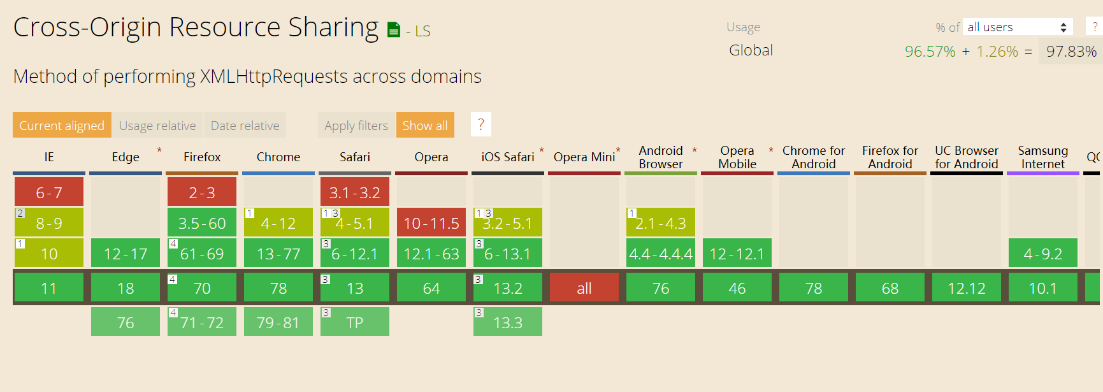 Cross-Origin Resource Sharing - LS
Usage % of all users ?
Global 96.57% + 1.26% = 97.83%
Method of performing XMLHttpRequests across domains
Current aligned Usage relative Date relative Apply filters Show all ?
IE Edge * Firefox Chrome Safari Opera iOS Safari * Opera Mini * Android Browser * Opera Mobile * Chrome for Android Firefox for Android UC Browser for Android Samsung Internet QQ
6 - 7 2 - 3 3.1 - 3.2
2 8 - 9 3.5 - 60 1 4 - 12 1 3 4 - 5.1 10 - 11.5 1 3 3.2 - 5.1 1 2.1 - 4.3
1 10 12 - 17 4 61 - 69 13 - 77 3 6 - 12.1 12.1 - 63 3 6 - 13.1 4.4 - 4.4.4 12 - 12.1 4 - 9.2
11 18 4 70 78 3 13 64 3 13.2 all 76 46 78 68 12.12 10.1
76 4 71 - 72 79 - 81 3 TP 3 13.3